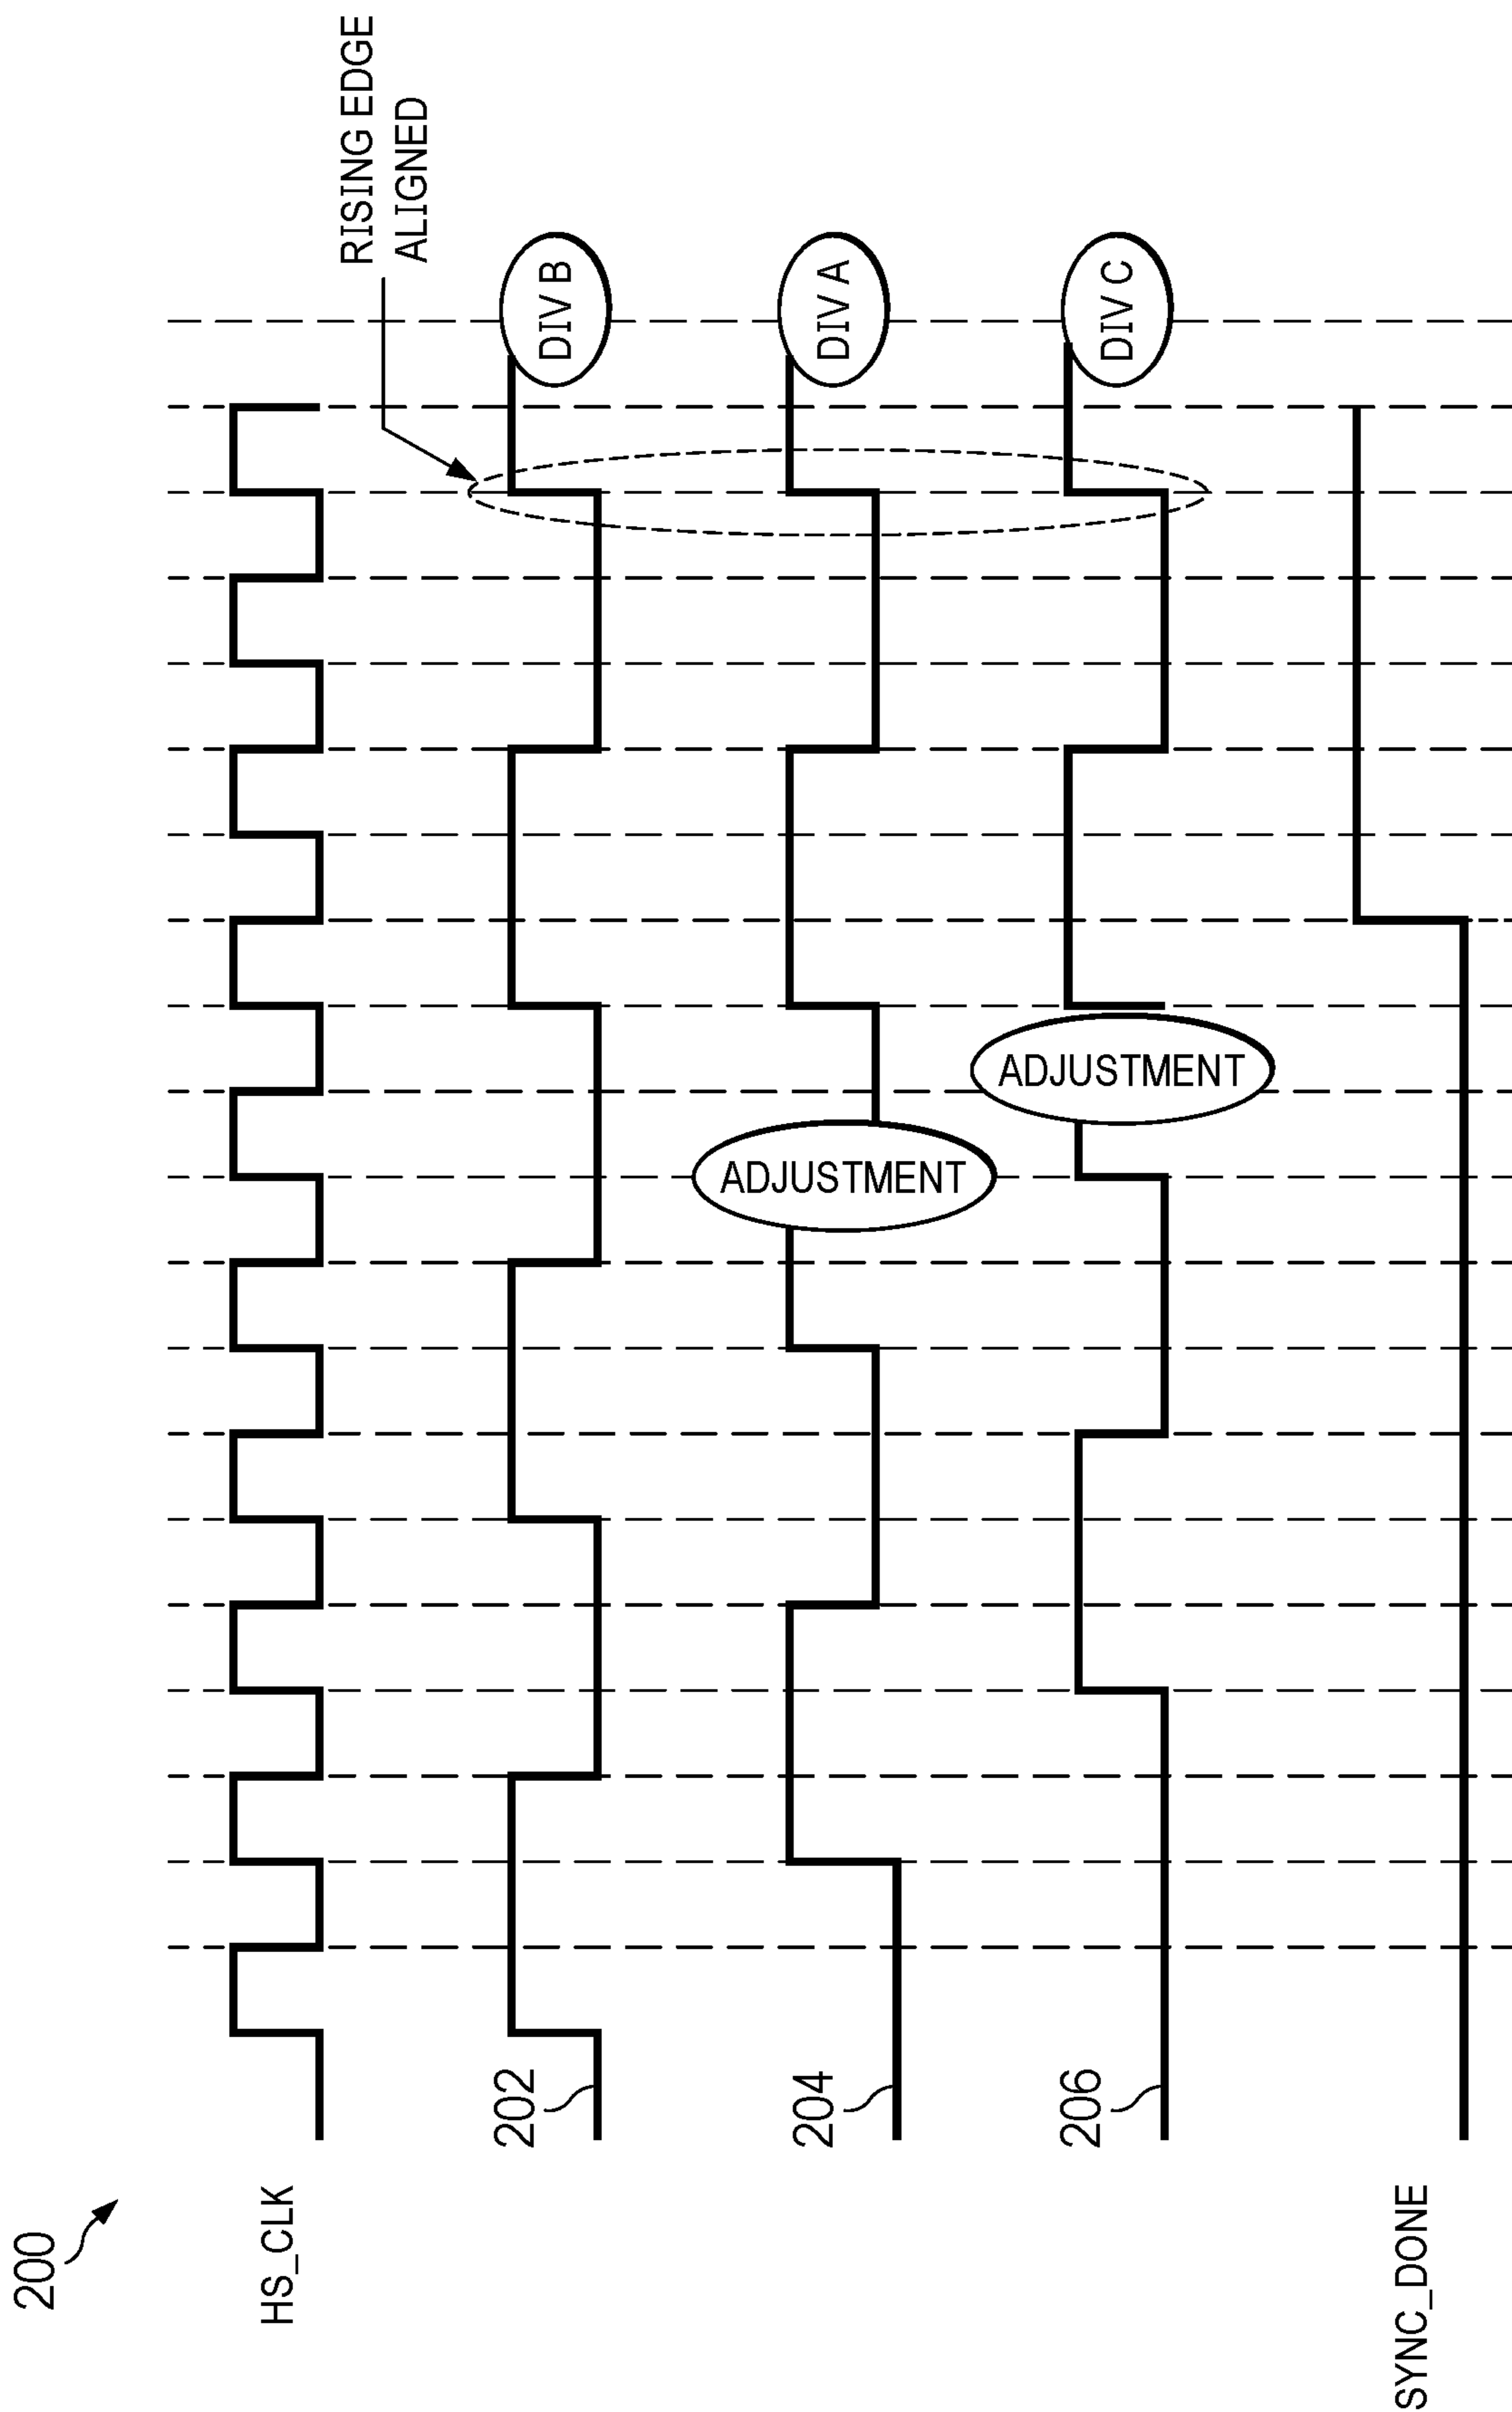 200
RISING EDGE
ALIGNED
HS_CLK
202
DIV B
204
ADJUSTMENT
DIV A
206
ADJUSTMENT
DIV C
SYNC_DONE